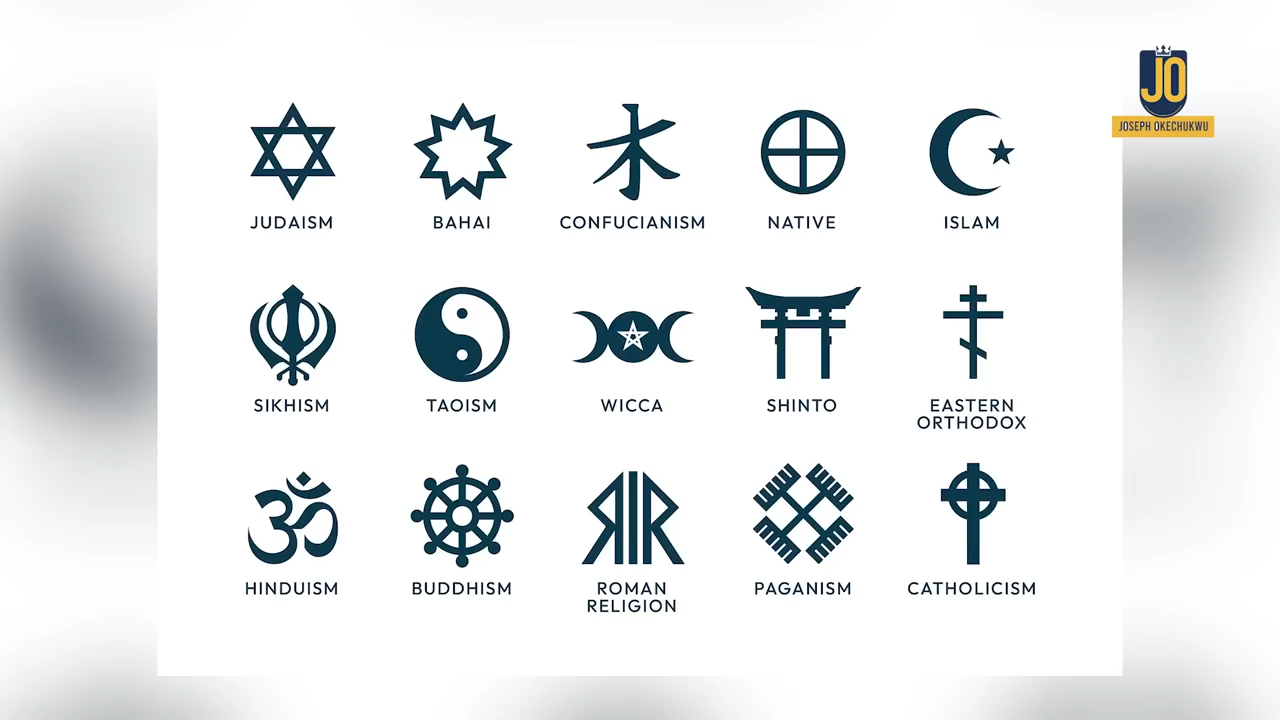 JO
JOSEPH OKECHUKWU
JUDAISM
BAHAI
CONFUCIANISM
NATIVE
ISLAM
SIKHISM
TAOISM
WICCA
SHINTO
EASTERN
ORTHODOX
HINDUISM
BUDDHISM
ROMAN
RELIGION
PAGANISM
CATHOLICISM